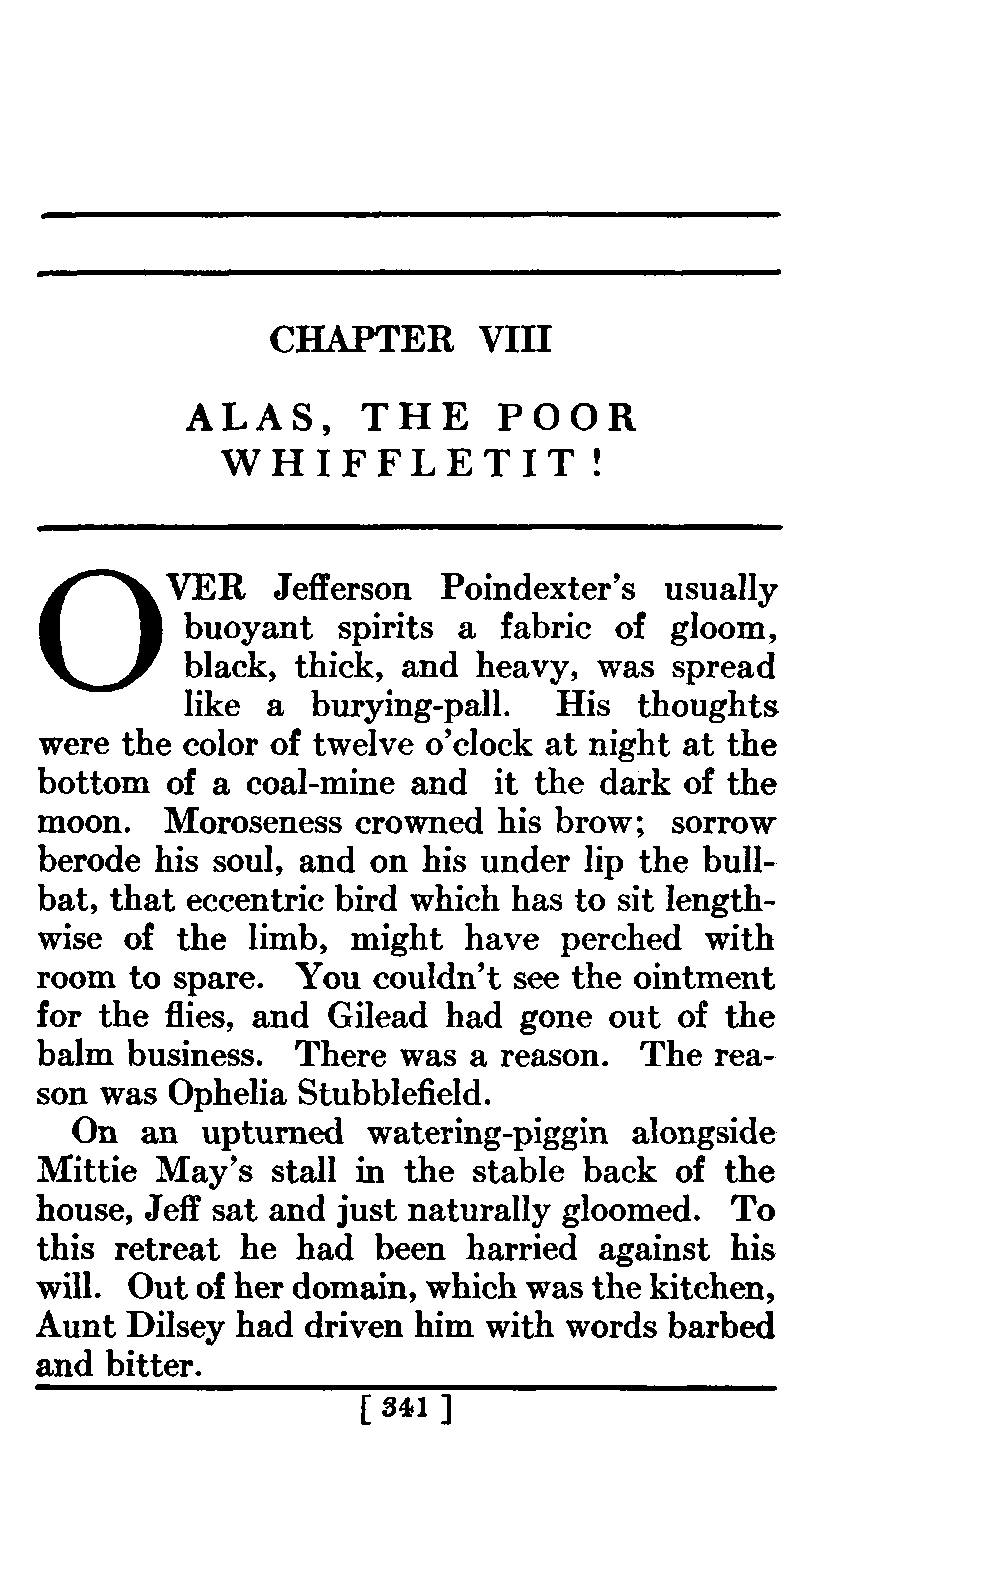 CHAPTER VIII
ALAS, THE POOR
WHIFFLETIT!
OVER Jefferson Poindexter's usually
buoyant spirits a fabric of gloom,
black, thick, and heavy, was spread
like a burying-pall. His thoughts
were the color of twelve o'clock at night at the
bottom of a coal-mine and it the dark of the
moon. Moroseness crowned his brow; sorrow
berode his soul, and on his under lip the bull-
bat, that eccentric bird which has to sit length-
wise of the limb, might have perched with
room to spare. You couldn't see the ointment
for the flies, and Gilead had gone out of the
balm business. There was a reason. The rea-
son was Ophelia Stubblefield.
On an upturned watering-piggin alongside
Mittie May's stall in the stable back of the
house, Jeff sat and just naturally gloomed. To
this retreat he had been harried against his
will. Out of her domain, which was the kitchen,
Aunt Dilsey had driven him with words barbed
and bitter.
[ 341 ]